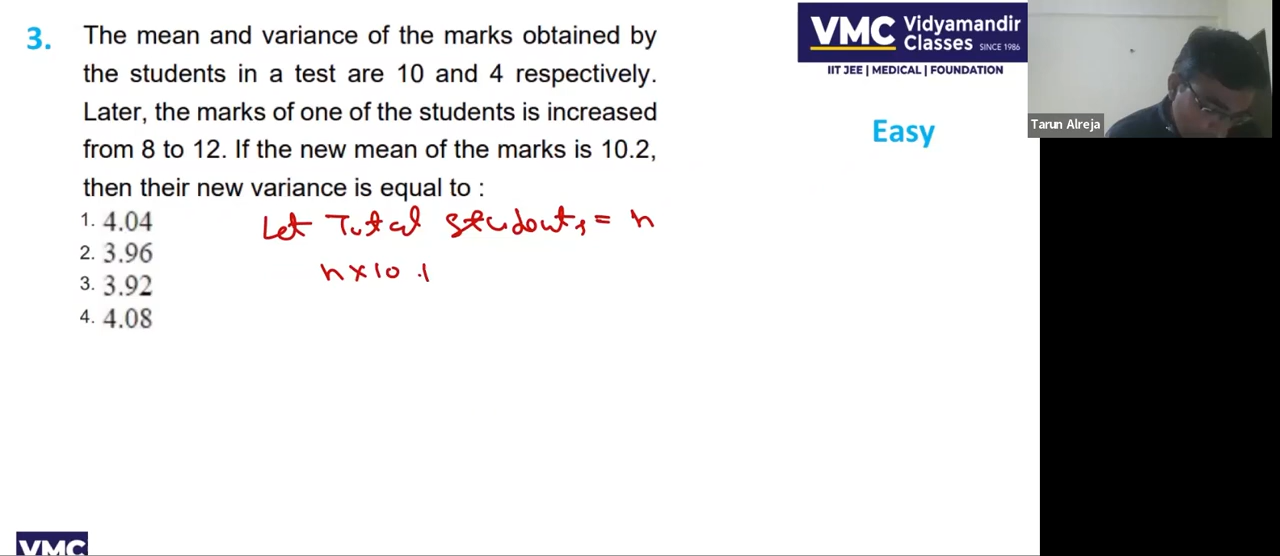 3. The mean and variance of the marks obtained by
the students in a test are 10 and 4 respectively.
Later, the marks of one of the students is increased
from 8 to 12. If the new mean of the marks is 10.2,
then their new variance is equal to :
1. 4.04
2. 3.96
3. 3.92
4. 4.08
Let Total students = n
n×10.
VMC Vidyamandir
Classes SINCE 1986
IIT JEE | MEDICAL | FOUNDATION
Easy
Tarun Alreja
VMC